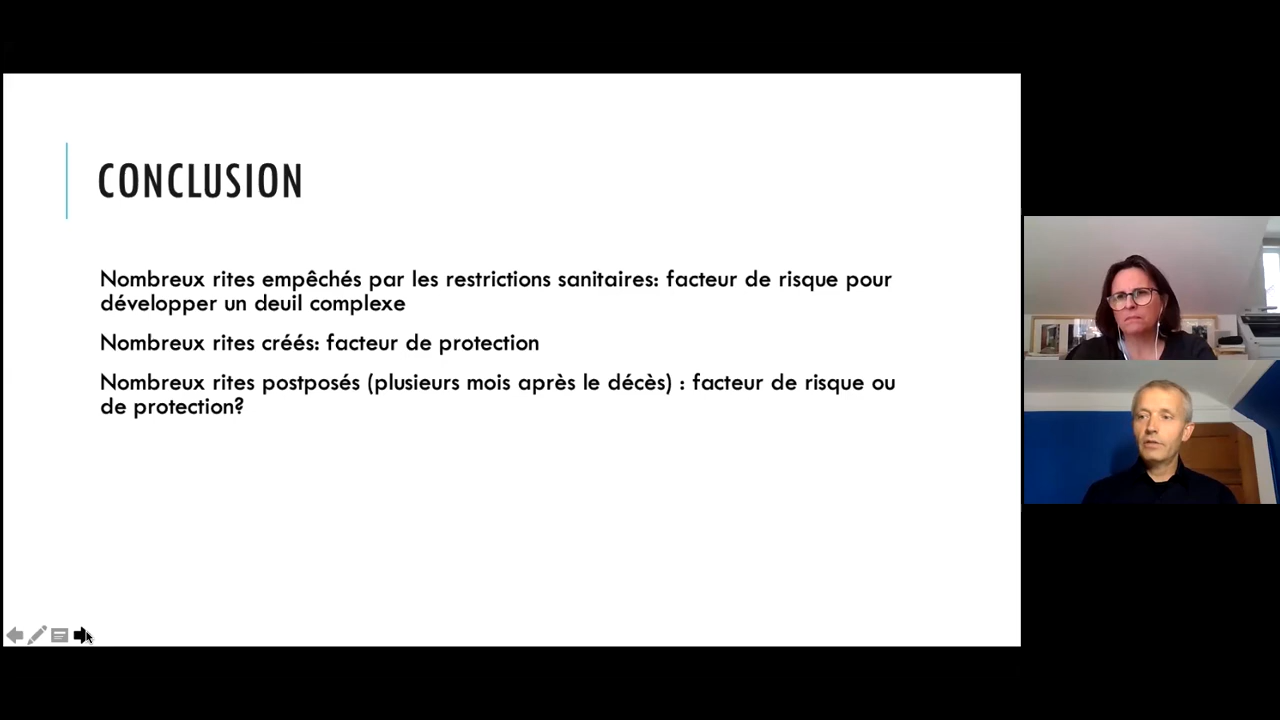 CONCLUSION
Nombreux rites empêchés par les restrictions sanitaires: facteur de risque pour
développer un deuil complexe
Nombreux rites créés: facteur de protection
Nombreux rites postposés (plusieurs mois après le décès) : facteur de risque ou
de protection?